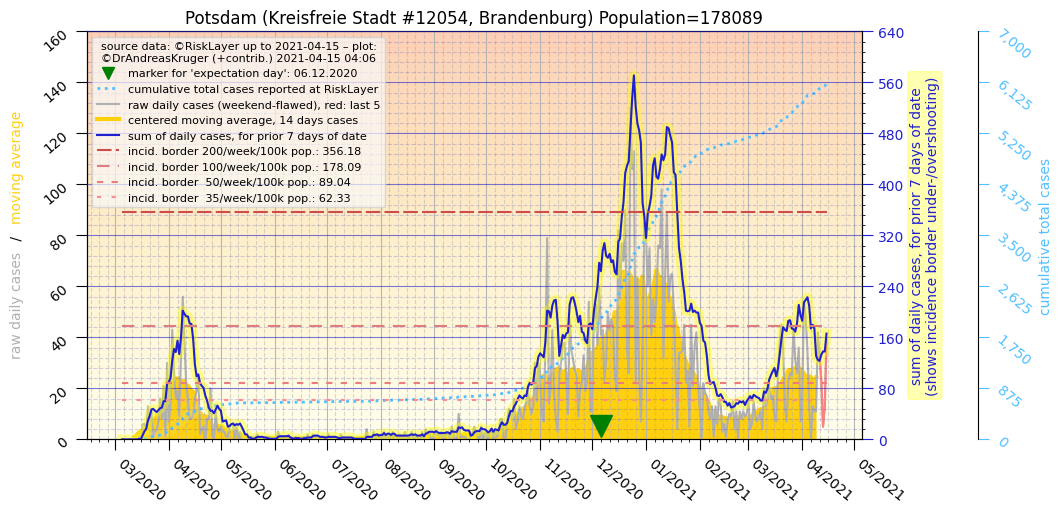 Potsdam (Kreisfreie Stadt #12054, Brandenburg) Population=178089
source data: ©RiskLayer up to 2021-04-15 – plot:
©DrAndreasKruger (+contrib.) 2021-04-15 04:06
marker for 'expectation day': 06.12.2020
cumulative total cases reported at RiskLayer
raw daily cases (weekend-flawed), red: last 5
centered moving average, 14 days cases
sum of daily cases, for prior 7 days of date
incid. border 200/week/100k pop.: 356.18
incid. border 100/week/100k pop.: 178.09
incid. border  50/week/100k pop.: 89.04
incid. border  35/week/100k pop.: 62.33
raw daily cases  /  moving average
160
140
120
100
80
60
40
20
0
03/2020
04/2020
05/2020
06/2020
07/2020
08/2020
09/2020
10/2020
11/2020
12/2020
01/2021
02/2021
03/2021
04/2021
05/2021
640
560
480
400
320
240
160
80
0
sum of daily cases, for prior 7 days of date
(shows incidence border under-/overshooting)
7,000
6,125
5,250
4,375
3,500
2,625
1,750
875
0
cumulative total cases